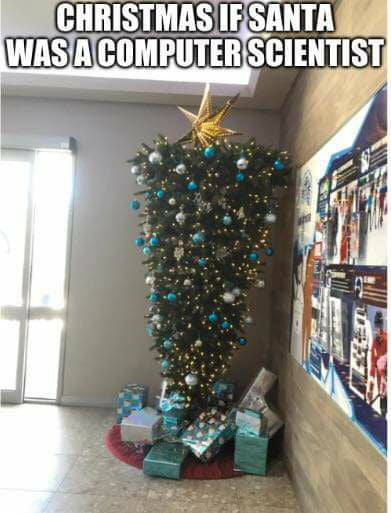 CHRISTMAS IF SANTA
WAS A COMPUTER SCIENTIST